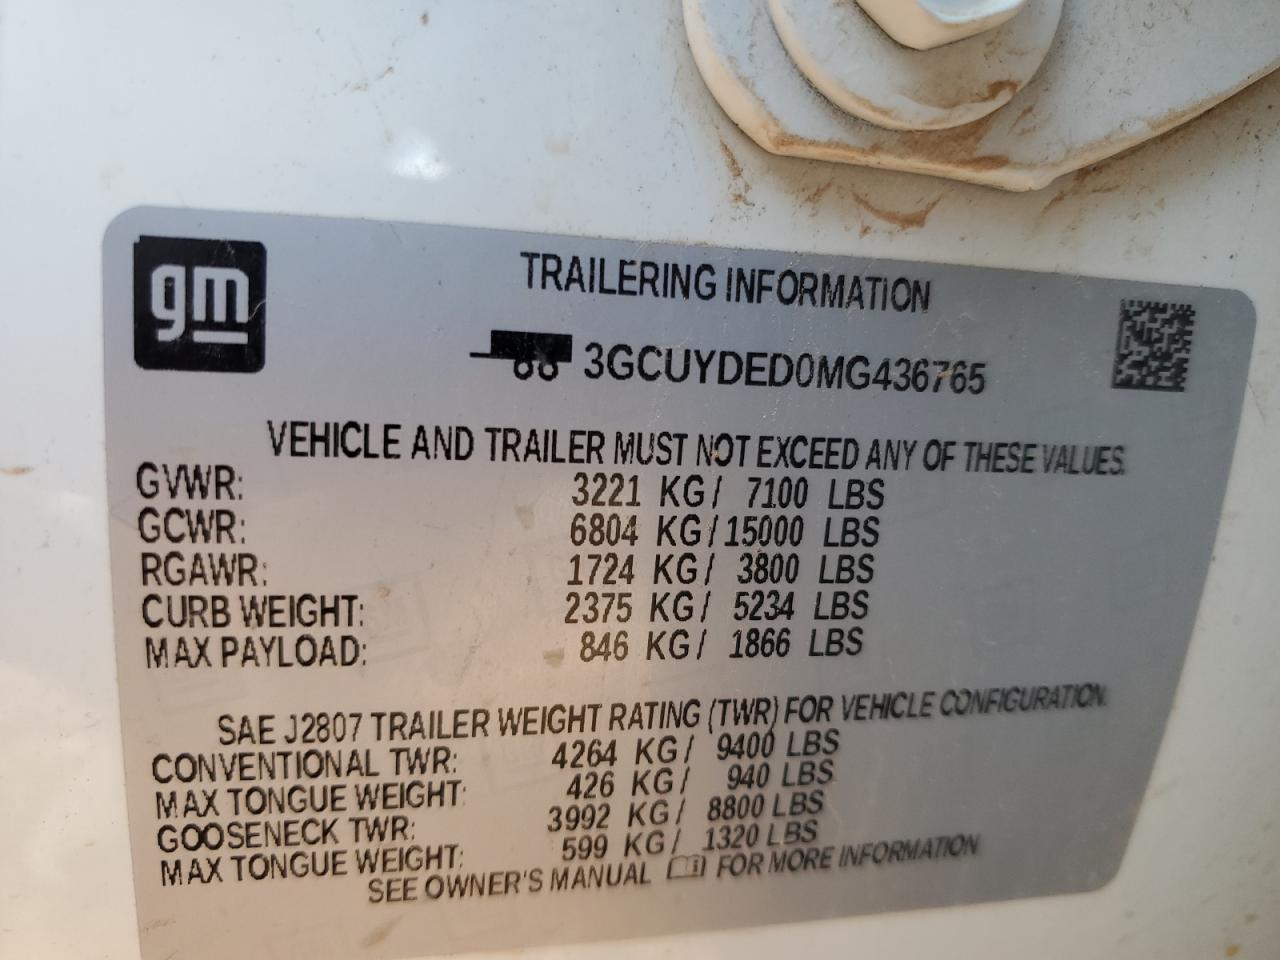 gm
TRAILERING INFORMATION
3GCUYDED0MG436765
VEHICLE AND TRAILER MUST NOT EXCEED ANY OF THESE VALUES.
GVWR: 3221 KG/ 7100 LBS
GCWR: 6804 KG/15000 LBS
RGAWR: 1724 KG/ 3800 LBS
CURB WEIGHT: 2375 KG/ 5234 LBS
MAX PAYLOAD: 846 KG/ 1866 LBS
SAE J2807 TRAILER WEIGHT RATING (TWR) FOR VEHICLE CONFIGURATION.
CONVENTIONAL TWR: 4264 KG/ 9400 LBS
MAX TONGUE WEIGHT: 426 KG/ 940 LBS
GOOSENECK TWR: 3992 KG/ 8800 LBS
MAX TONGUE WEIGHT: 599 KG/ 1320 LBS
SEE OWNER'S MANUAL FOR MORE INFORMATION